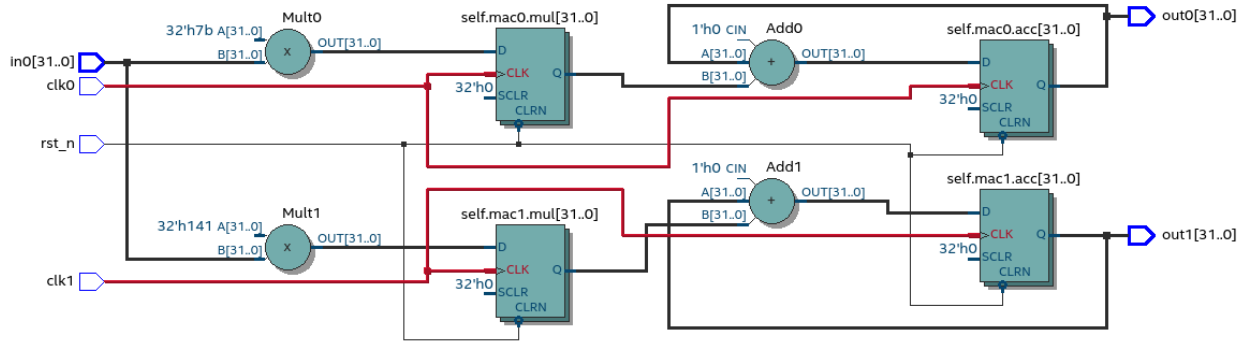 Mult0
32'h7b A[31..0]
B[31..0]
OUT[31..0]
x
self.mac0.mul[31..0]
D
CLK
32'h0
SCLR
CLRN
Q
1'h0 CIN
Add0
A[31..0]
B[31..0]
OUT[31..0]
+
self.mac0.acc[31..0]
D
CLK
32'h0
SCLR
CLRN
Q
out0[31..0]
in0[31..0]
clk0
rst_n
Mult1
32'h141 A[31..0]
B[31..0]
OUT[31..0]
x
self.mac1.mul[31..0]
D
CLK
32'h0
SCLR
CLRN
Q
1'h0 CIN
Add1
A[31..0]
B[31..0]
OUT[31..0]
+
self.mac1.acc[31..0]
D
CLK
32'h0
SCLR
CLRN
Q
out1[31..0]
clk1